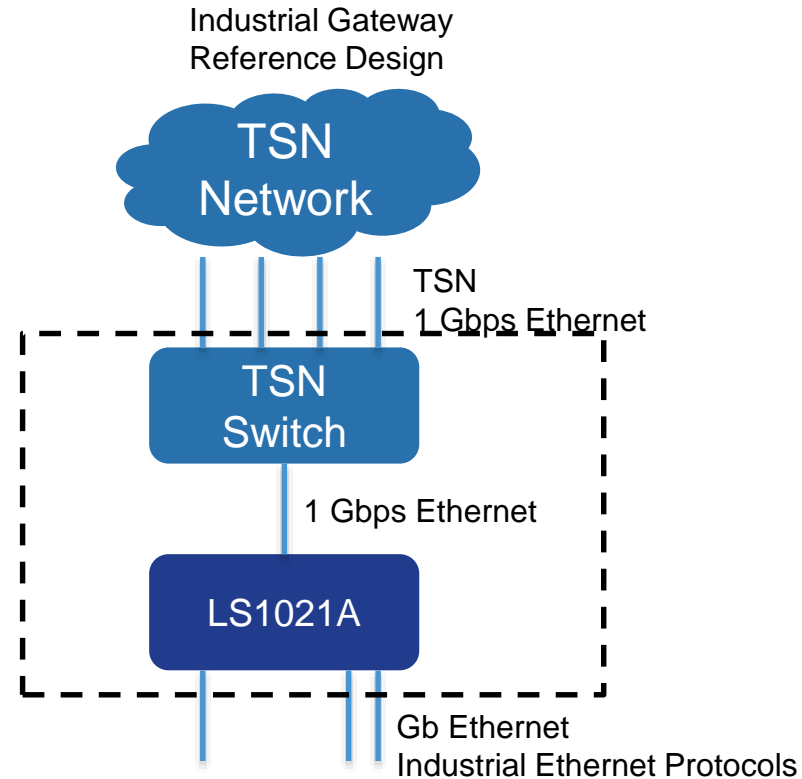 Industrial Gateway
Reference Design
TSN
Network
TSN
1 Gbps Ethernet
TSN
Switch
1 Gbps Ethernet
LS1021A
Gb Ethernet
Industrial Ethernet Protocols